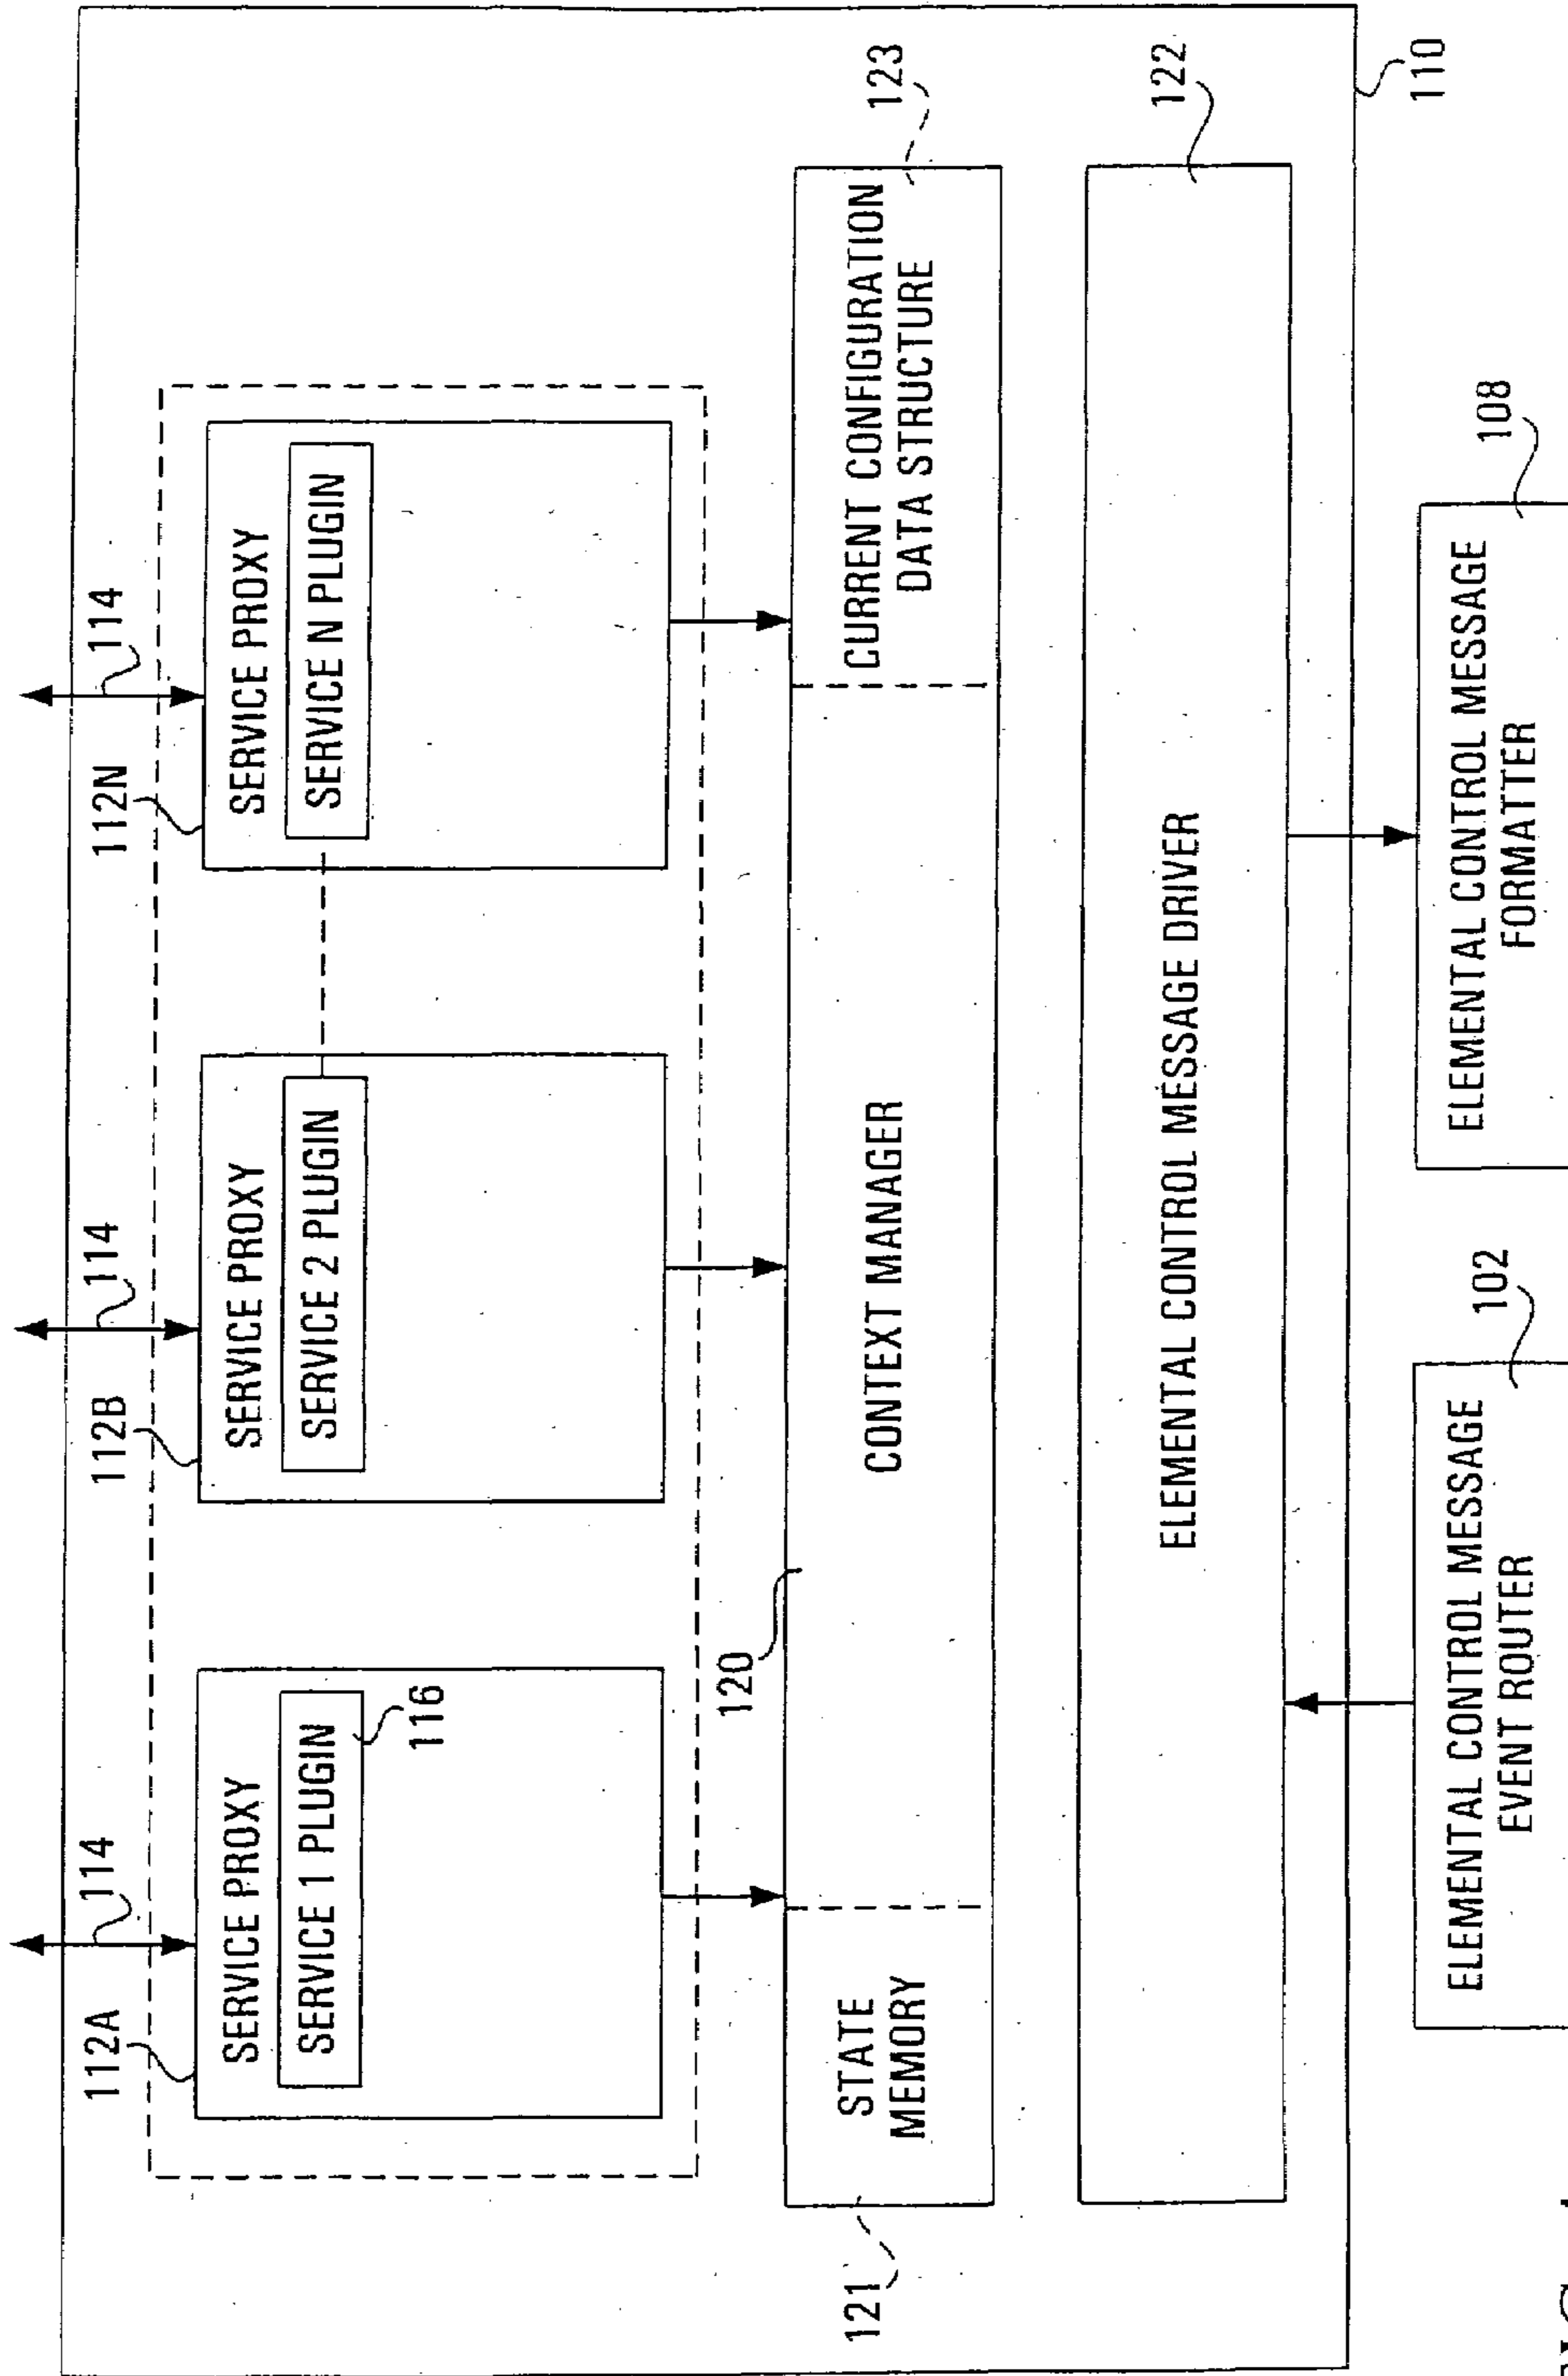 114
114
114
112A
112B
112N
SERVICE PROXY
SERVICE 1 PLUGIN
116
SERVICE PROXY
SERVICE 2 PLUGIN
SERVICE PROXY
SERVICE N PLUGIN
120
121
STATE
MEMORY
CONTEXT MANAGER
CURRENT CONFIGURATION
DATA STRUCTURE
123
ELEMENTAL CONTROL MESSAGE DRIVER
122
110
ELEMENTAL CONTROL MESSAGE
EVENT ROUTER
102
ELEMENTAL CONTROL MESSAGE
FORMATTER
108